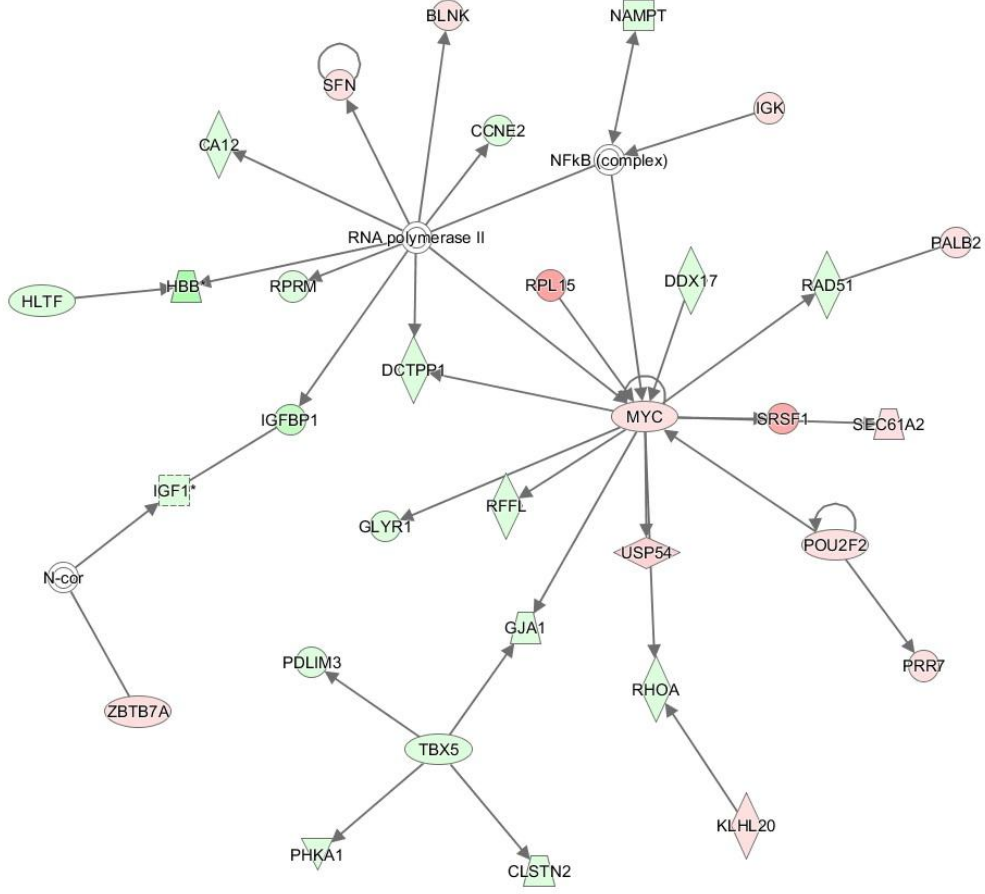 BLNK
NAMPT
SFN
IGK
CA12
CCNE2
NFkB (complex)
RNA polymerase II
PALB2
HLTF
HBB*
RPRM
RPL15
DDX17
RAD51
DCTPP1
IGFBP1
MYC
SRSF1
SEC61A2
IGF1*
GLYR1
RFFL
USP54
POU2F2
N-cor
GJA1
PDLIM3
PRR7
RHOA
ZBTB7A
TBX5
KLHL20
PHKA1
CLSTN2